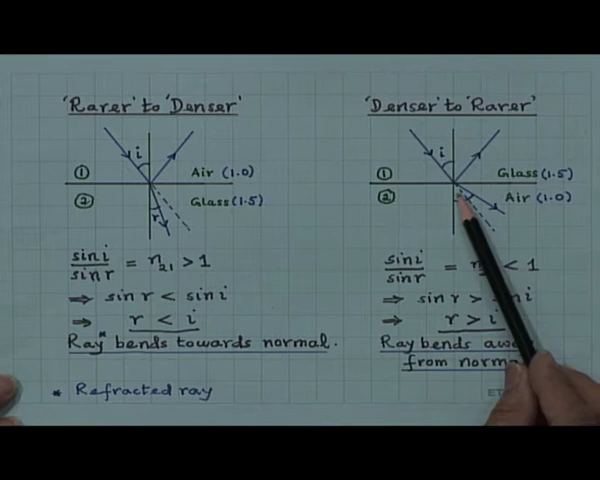 'Rarer' to 'Denser'
i
① Air (1.0)
② Glass (1.5)
r
sin i / sin r = n₂₁ > 1
⇒ sin r < sin i
⇒ r < i
Ray* bends towards normal.
* Refracted ray
'Denser' to 'Rarer'
i
① Glass (1.5)
② Air (1.0)
sin i / sin r = < 1
⇒ sin r >
⇒ r > i
Ray bends
from